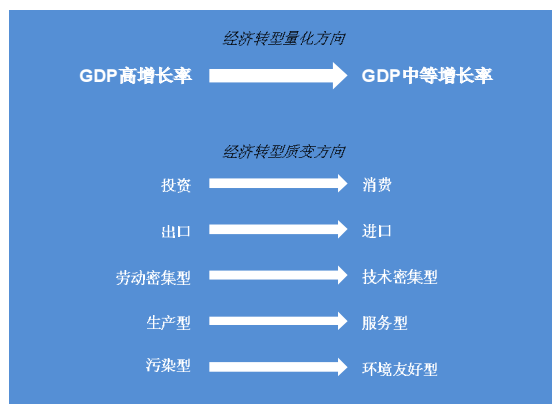 经济转型量化方向
GDP高增长率 GDP中等增长率
经济转型质变方向
投资 消费
出口 进口
劳动密集型 技术密集型
生产型 服务型
污染型 环境友好型